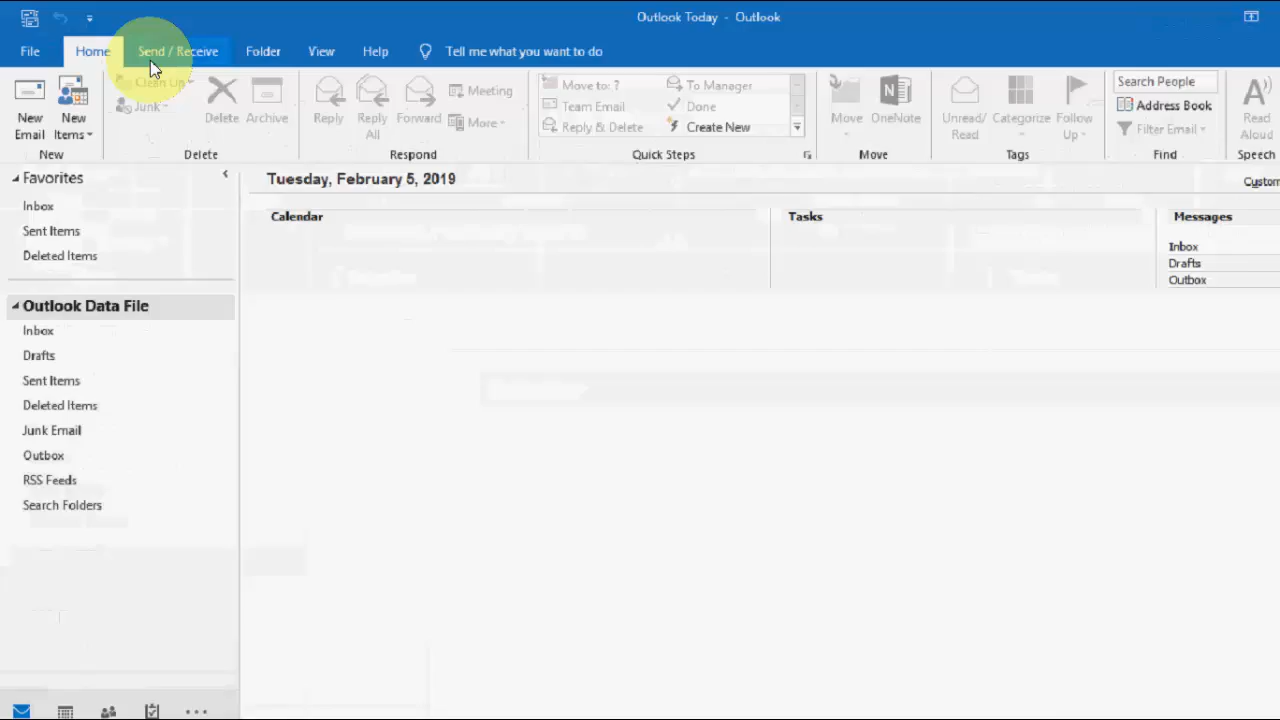 Outlook Today - Outlook
File Home Send / Receive Folder View Help Tell me what you want to do
New Email
New Items
New
Clean Up
Junk
Delete
Archive
Delete
Reply
Reply All
Forward
Meeting
More
Respond
Move to: ?
Team Email
Reply & Delete
To Manager
Done
Create New
Quick Steps
Move
OneNote
Move
Unread/ Read
Categorize
Follow Up
Tags
Search People
Address Book
Filter Email
Find
Read Aloud
Speech
Favorites
Inbox
Sent Items
Deleted Items
Outlook Data File
Inbox
Drafts
Sent Items
Deleted Items
Junk Email
Outbox
RSS Feeds
Search Folders
Tuesday, February 5, 2019
Custom
Calendar
Tasks
Messages
Inbox
Drafts
Outbox